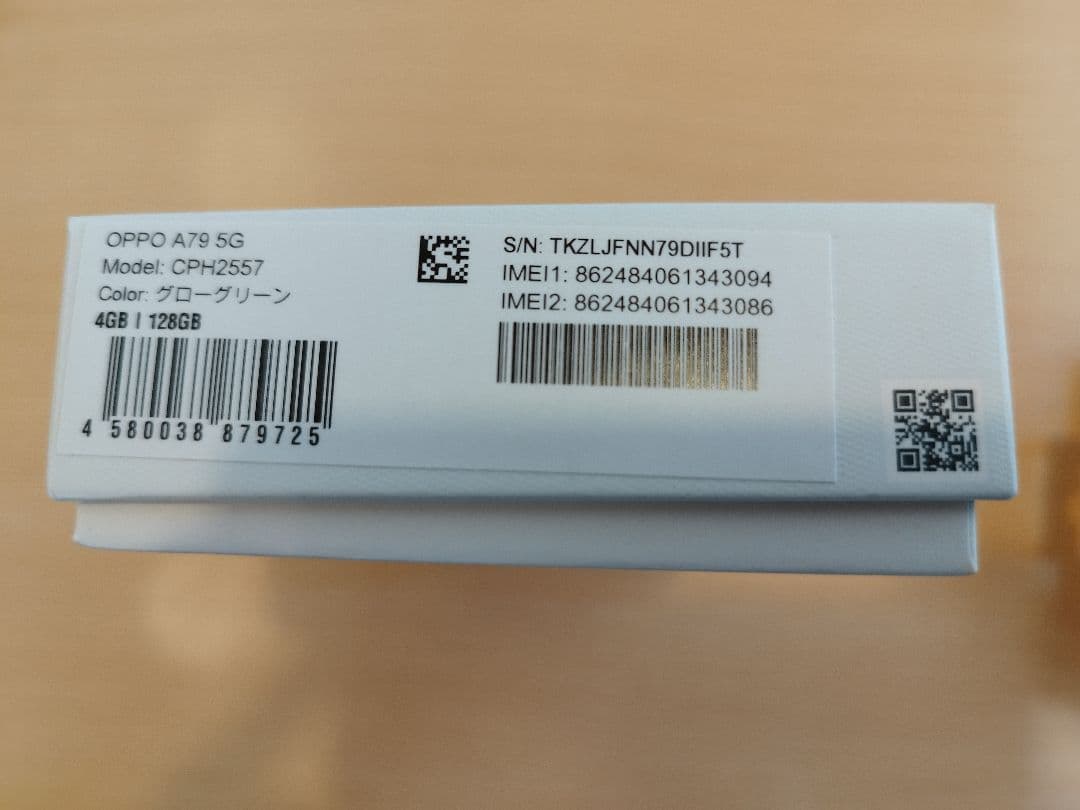 OPPO A79 5G
Model: CPH2557
Color: グローグリーン
4GB | 128GB
4 580038 879725
S/N: TKZLJFNN79DIIF5T
IMEI1: 862484061343094
IMEI2: 862484061343086